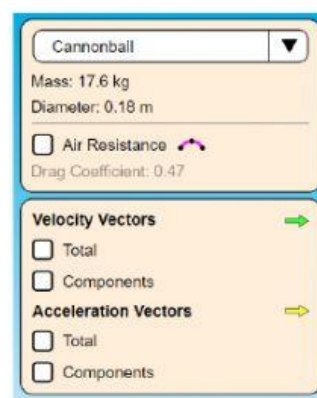 Cannonball
Mass: 17.6 kg
Diameter: 0.18 m
Air Resistance
Drag Coefficient: 0.47
Velocity Vectors
Total
Components
Acceleration Vectors
Total
Components